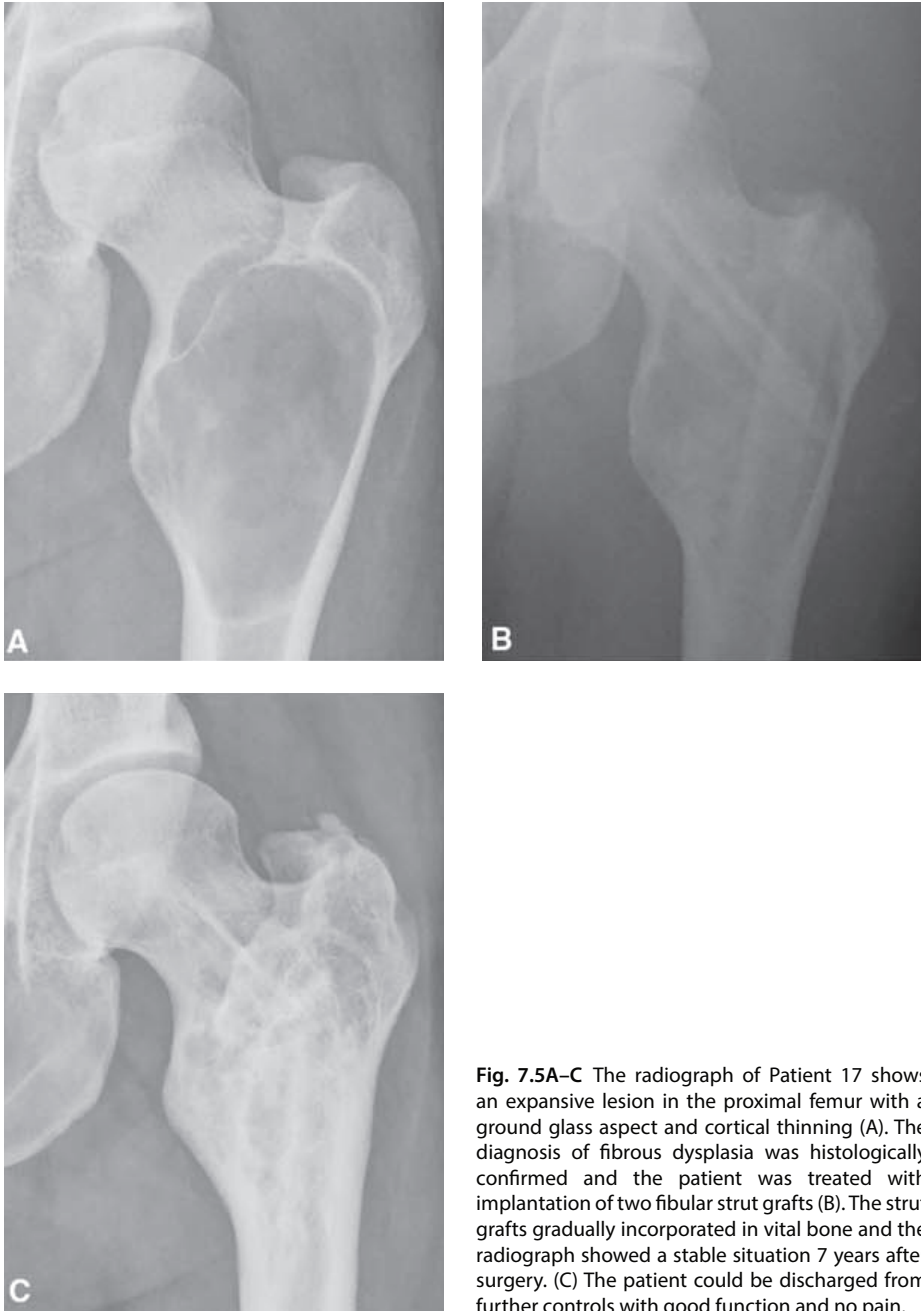 A
B
C
Fig. 7.5A–C The radiograph of Patient 17 shows
an expansive lesion in the proximal femur with a
ground glass aspect and cortical thinning (A). The
diagnosis of fibrous dysplasia was histologically
confirmed and the patient was treated with
implantation of two fibular strut grafts (B). The strut
grafts gradually incorporated in vital bone and the
radiograph showed a stable situation 7 years after
surgery. (C) The patient could be discharged from
further controls with good function and no pain.